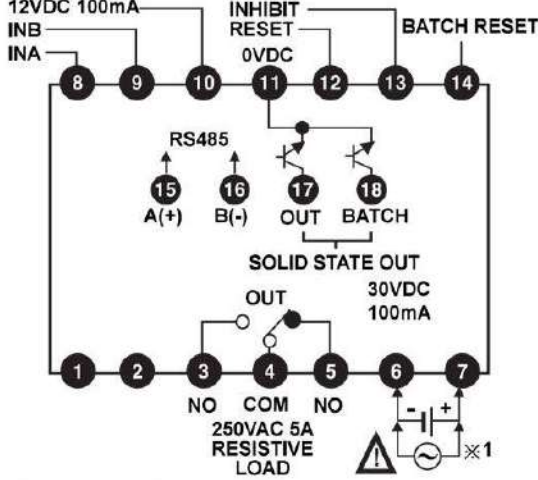 12VDC 100mA
INB
INA
INHIBIT
RESET
0VDC
BATCH RESET
8 9 10 11 12 13 14
RS485
15 16 17 18
A(+) B(-) OUT BATCH
SOLID STATE OUT
30VDC
100mA
OUT
1 2 3 4 5 6 7
NO COM NO
- +
250VAC 5A
RESISTIVE
LOAD
! ※1